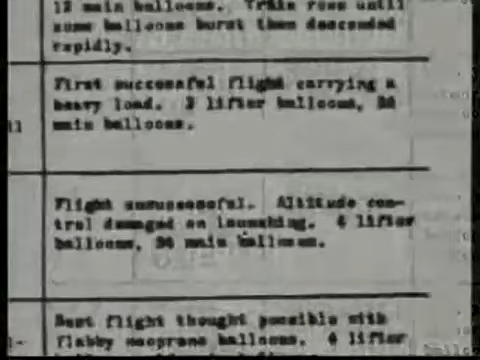 12 main balloons. Train rose until
some balloons burst then descended
rapidly.
First successful flight carrying a
heavy load. 3 lifter balloons, 26
main balloons.
Flight unsuccessful. Altitude con-
trol damaged on launching. 4 lifter
balloons, 26 main balloons.
Best flight thought possible with
flabby neoprene balloons. 4 lifter